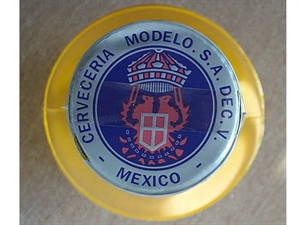 CERVECERIA MODELO. S.A. DE C.V.
- MEXICO -